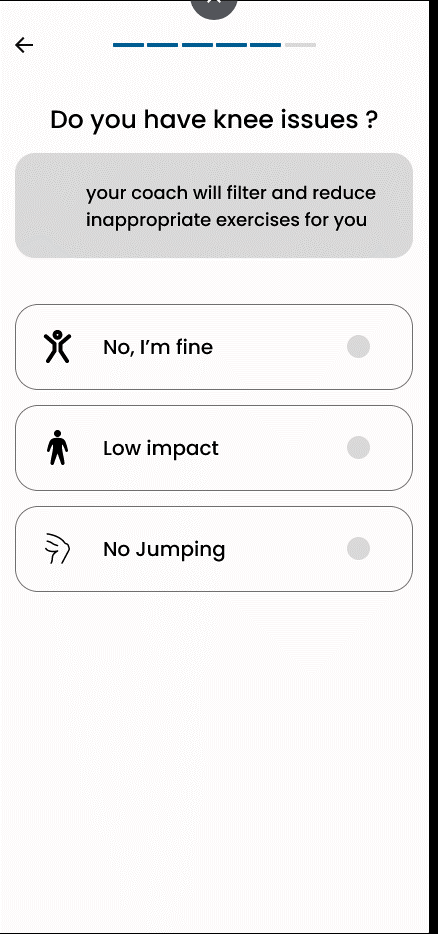 Do you have knee issues ?
your coach will filter and reduce
inappropriate exercises for you
No, I'm fine
Low impact
No Jumping